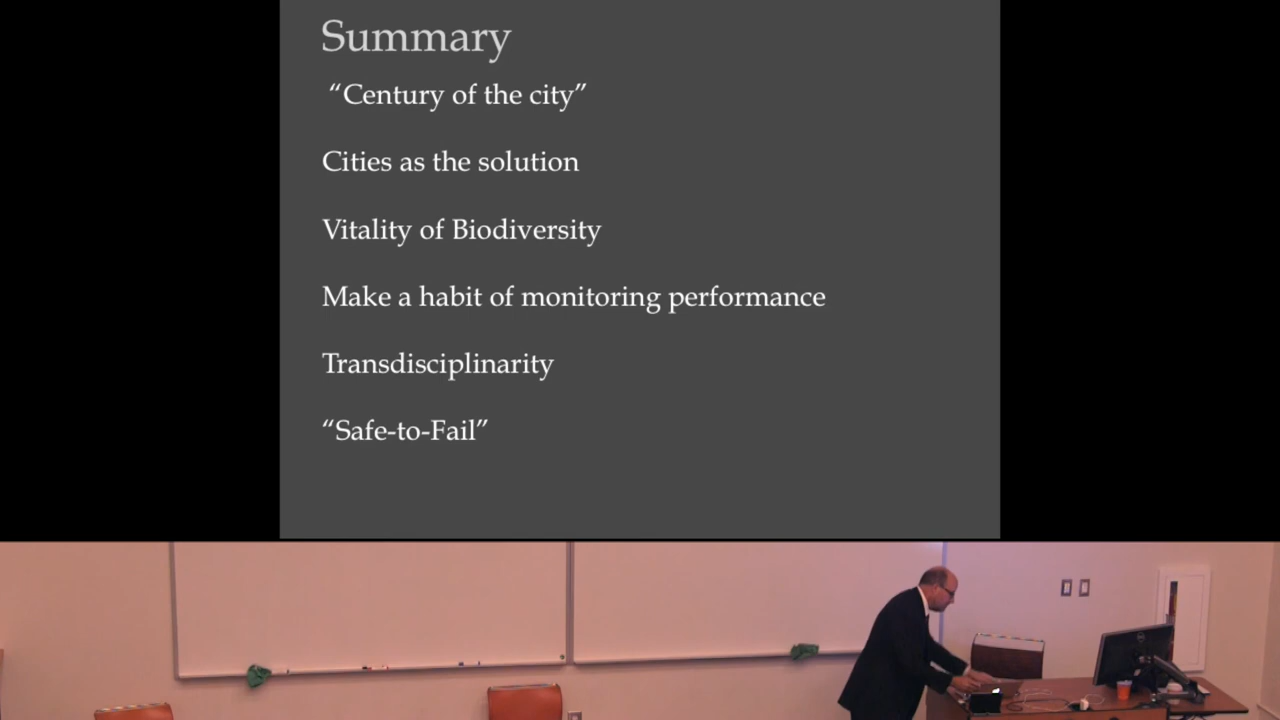 Summary
“Century of the city”
Cities as the solution
Vitality of Biodiversity
Make a habit of monitoring performance
Transdisciplinarity
“Safe-to-Fail”